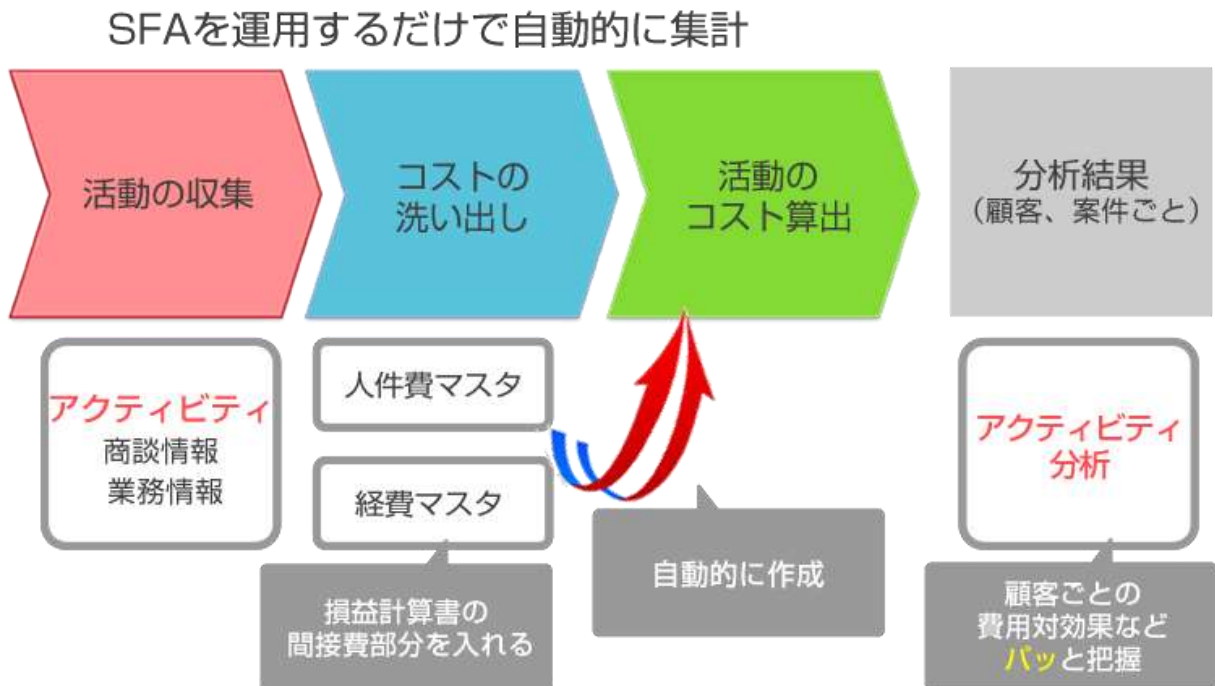 SFAを運用するだけで自動的に集計
活動の収集
コストの
洗い出し
活動の
コスト算出
分析結果
（顧客、案件ごと）
アクティビティ
商談情報
業務情報
人件費マスタ
経費マスタ
損益計算書の
間接費部分を入れる
自動的に作成
アクティビティ
分析
顧客ごとの
費用対効果など
パッと把握